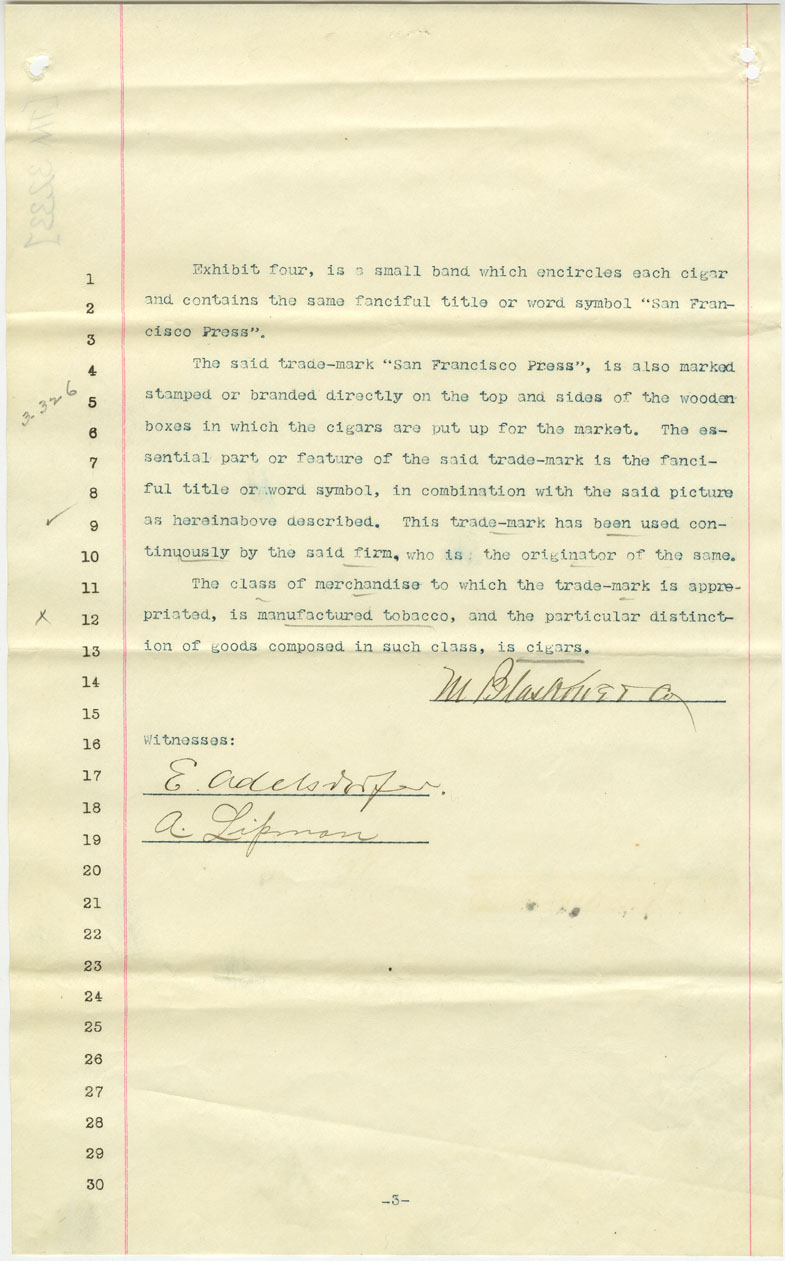 1 Exhibit four, is a small band which encircles each cigar
2 and contains the same fanciful title or word symbol "San Fran-
3 cisco Press".
4 The said trade-mark "San Francisco Press", is also marked
5 stamped or branded directly on the top and sides of the wooden
6 boxes in which the cigars are put up for the market. The es-
7 sential part or feature of the said trade-mark is the fanci-
8 ful title or word symbol, in combination with the said picture
9 as hereinabove described. This trade-mark has been used con-
10 tinuously by the said firm, who is the originator of the same.
11 The class of merchandise to which the trade-mark is appro-
12 priated, is manufactured tobacco, and the particular distinct-
13 ion of goods composed in such class, is cigars.
14 M Blaskower & Co
15
16 Witnesses:
17 E. Adelsdorfer.
18
19 A. Lipman
20
21
22
23
24
25
26
27
28
29
30
-3-